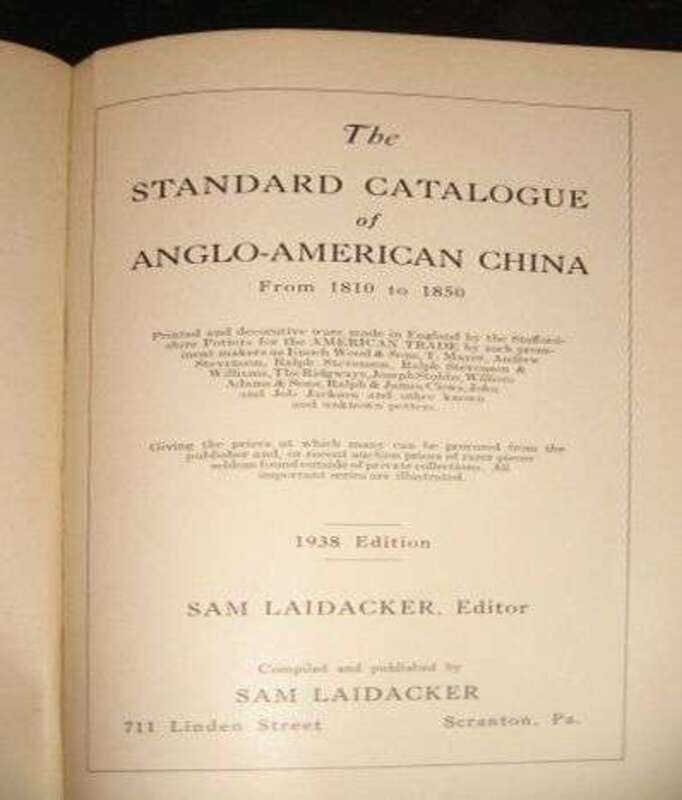 The
STANDARD CATALOGUE
of
ANGLO-AMERICAN CHINA
From 1810 to 1850
Printed and decorative ware made in England by the Stafford-
shire Potters for the AMERICAN TRADE by such prom-
inent makers as Enoch Wood & Sons, T. Mayer, Andrew
Stevenson, Ralph Stevenson, Ralph Stevenson &
Williams, The Ridgways, Joseph Stubbs, William
Adams & Sons, Ralph & James Clews, John
and Job Jackson and other known
and unknown potters.
Giving the prices at which many can be procured from the
publisher and, or recent auction prices of rarer pieces
seldom found outside of private collections. All
important series are illustrated.
1938 Edition
SAM LAIDACKER, Editor
Compiled and published by
SAM LAIDACKER
711 Linden Street Scranton, Pa.